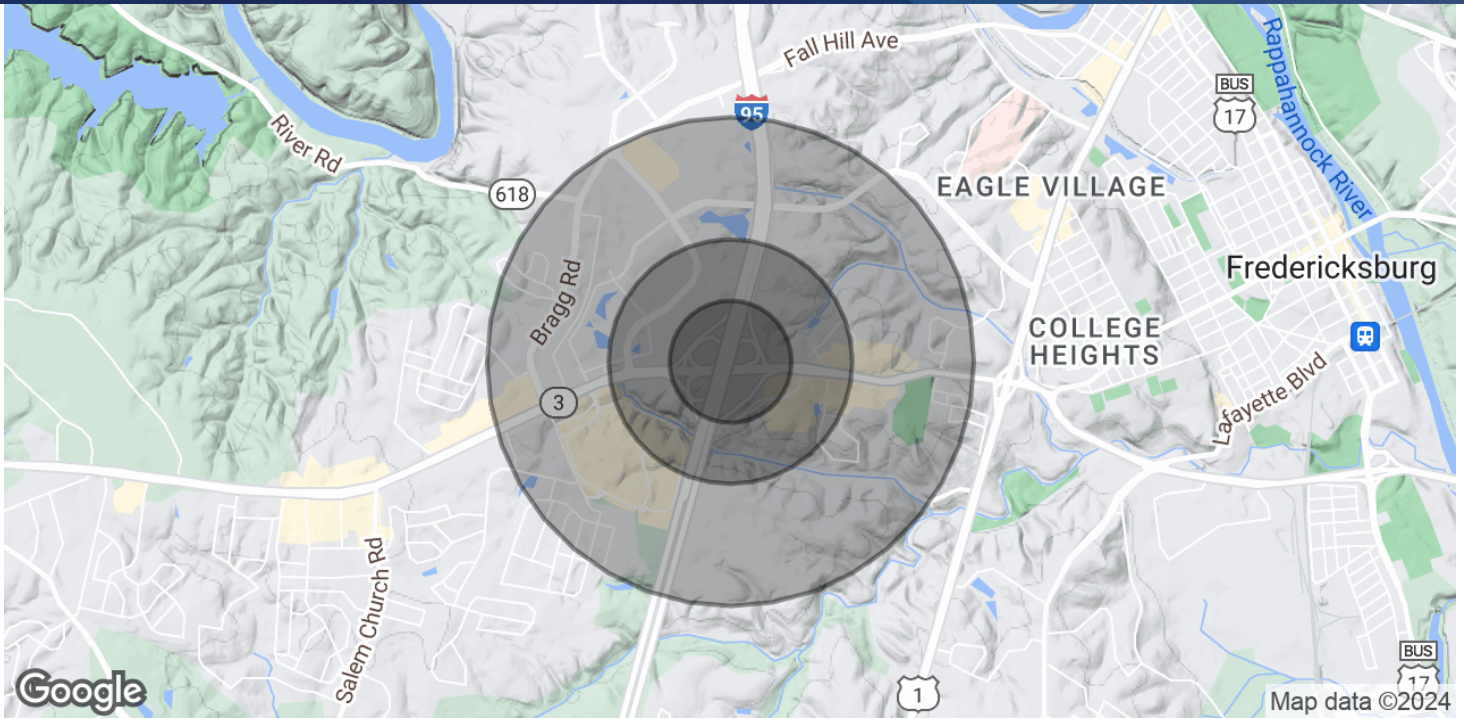 Fall Hill Ave
95
BUS
17
Rappahannock River
River Rd
618
EAGLE VILLAGE
Fredericksburg
Bragg Rd
COLLEGE
HEIGHTS
3
Lafayette Blvd
Salem Church Rd
BUS
17
1
Google
Map data ©2024